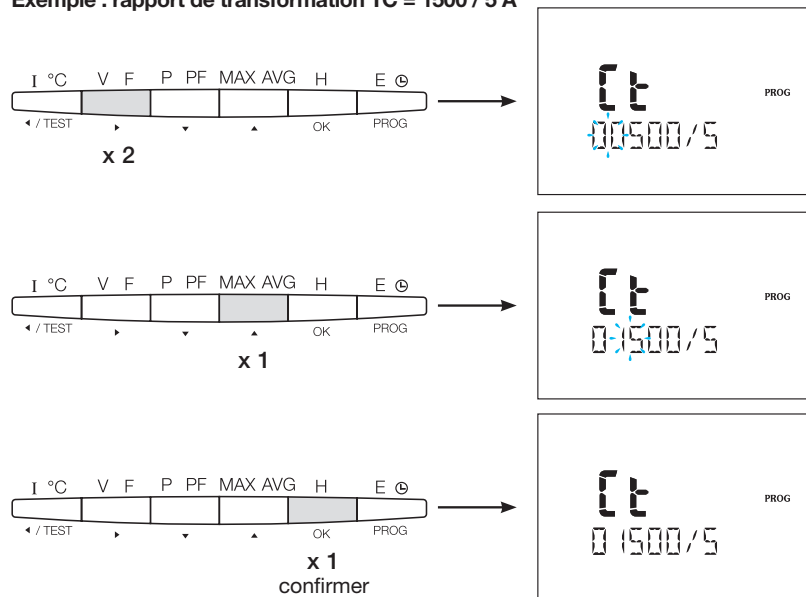 Exemple : rapport de transformation TC = 1500 / 5 A
I °C V F P PF MAX AVG H E
/ TEST OK PROG
x 2
Ct
PROG
00500/5
I °C V F P PF MAX AVG H E
/ TEST OK PROG
x 1
Ct
PROG
01500/5
I °C V F P PF MAX AVG H E
/ TEST OK PROG
x 1
confirmer
Ct
PROG
01500/5